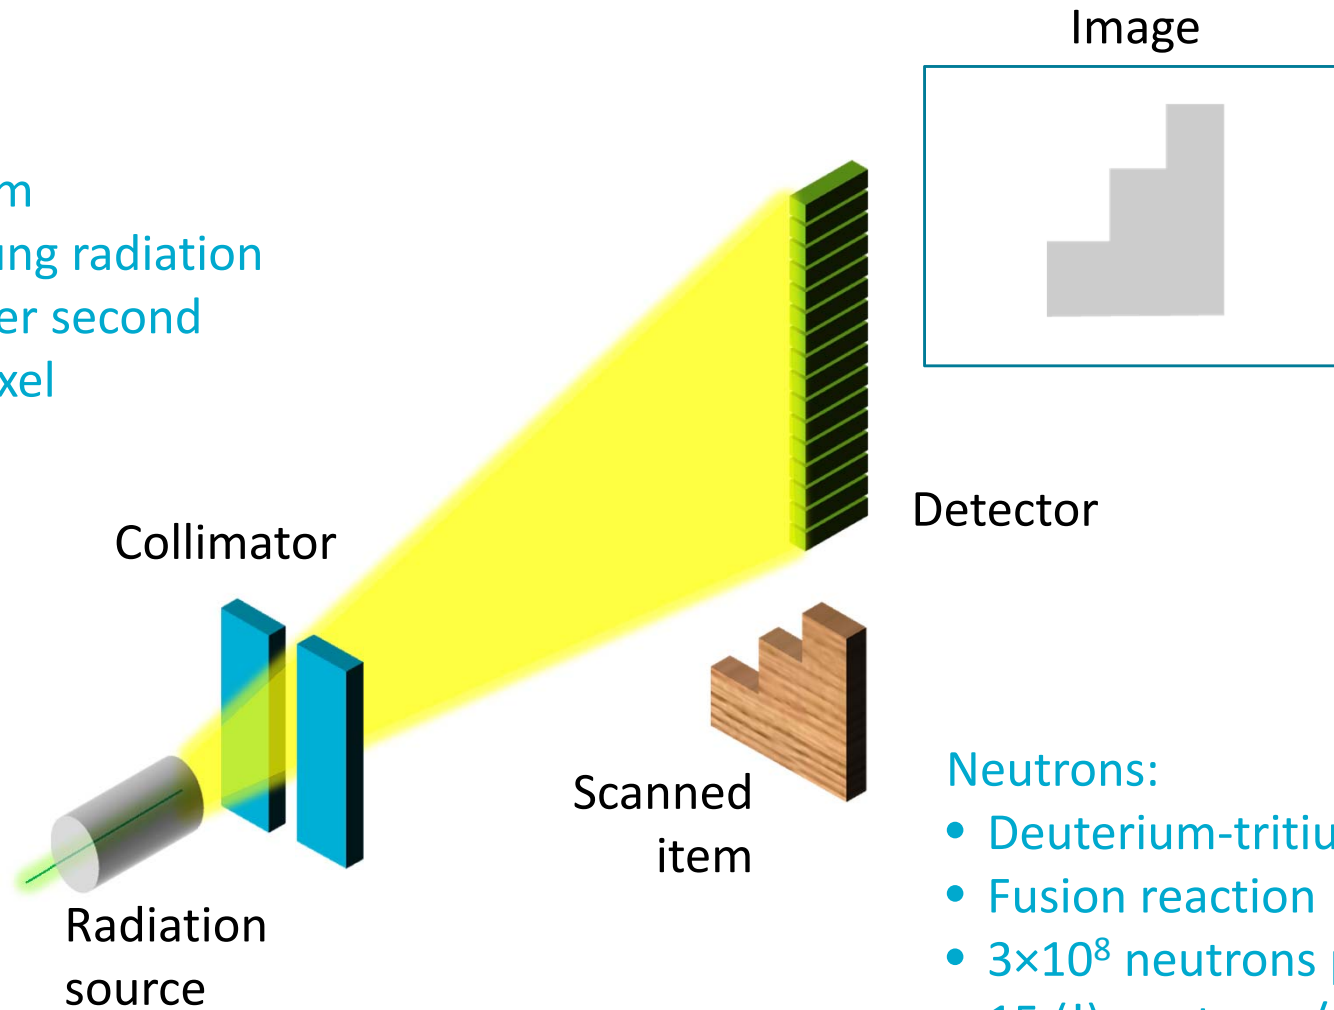 Image
m
ng radiation
er second
xel
Collimator
Detector
Scanned
item
Radiation
source
Neutrons:
• Deuterium-tritiu
• Fusion reaction
• 3×10⁸ neutrons